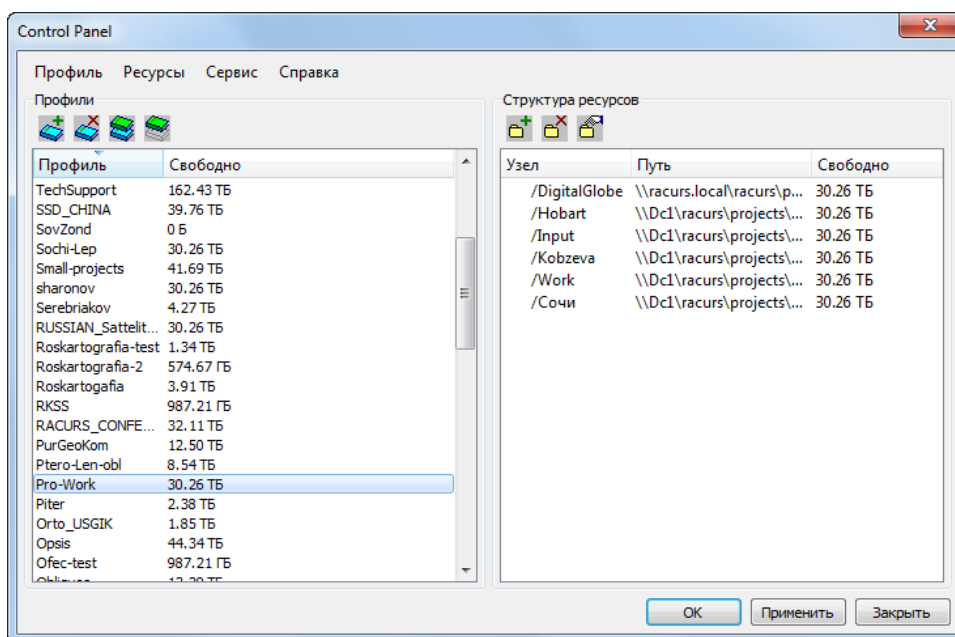 Control Panel
Профиль Ресурсы Сервис Справка
Профили
Профиль Свободно
TechSupport 162.43 ТБ
SSD_CHINA 39.76 ТБ
SovZond 0 Б
Sochi-Lep 30.26 ТБ
Small-projects 41.69 ТБ
sharonov 30.26 ТБ
Serebriakov 4.27 ТБ
RUSSIAN_Sattelit... 30.26 ТБ
Roskartografia-test 1.34 ТБ
Roskartografia-2 574.67 ГБ
Roskartogafia 3.91 ТБ
RKSS 987.21 ГБ
RACURS_CONFE... 32.11 ТБ
PurGeoKom 12.50 ТБ
Ptero-Len-obl 8.54 ТБ
Pro-Work 30.26 ТБ
Piter 2.38 ТБ
Orto_USGIK 1.85 ТБ
Opsis 44.34 ТБ
Ofec-test 987.21 ГБ
Структура ресурсов
Узел Путь Свободно
/DigitalGlobe \\racurs.local\racurs\p... 30.26 ТБ
/Hobart \\Dc1\racurs\projects\... 30.26 ТБ
/Input \\Dc1\racurs\projects\... 30.26 ТБ
/Kobzeva \\Dc1\racurs\projects\... 30.26 ТБ
/Work \\Dc1\racurs\projects\... 30.26 ТБ
/Сочи \\Dc1\racurs\projects\... 30.26 ТБ
OK Применить Закрыть